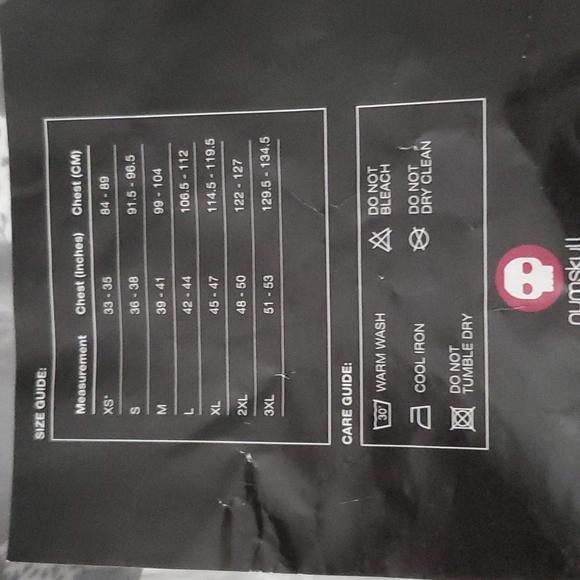 SIZE GUIDE:
Measurement Chest (Inches) Chest (CM)
XS* 33 - 35 84 - 89
S 36 - 38 91.5 - 96.5
M 39 - 41 99 - 104
L 42 - 44 106.5 - 112
XL 45 - 47 114.5 - 119.5
2XL 48 - 50 122 - 127
3XL 51 - 53 129.5 - 134.5
CARE GUIDE:
30° WARM WASH
COOL IRON
DO NOT
TUMBLE DRY
DO NOT
BLEACH
DO NOT
DRY CLEAN
numskull